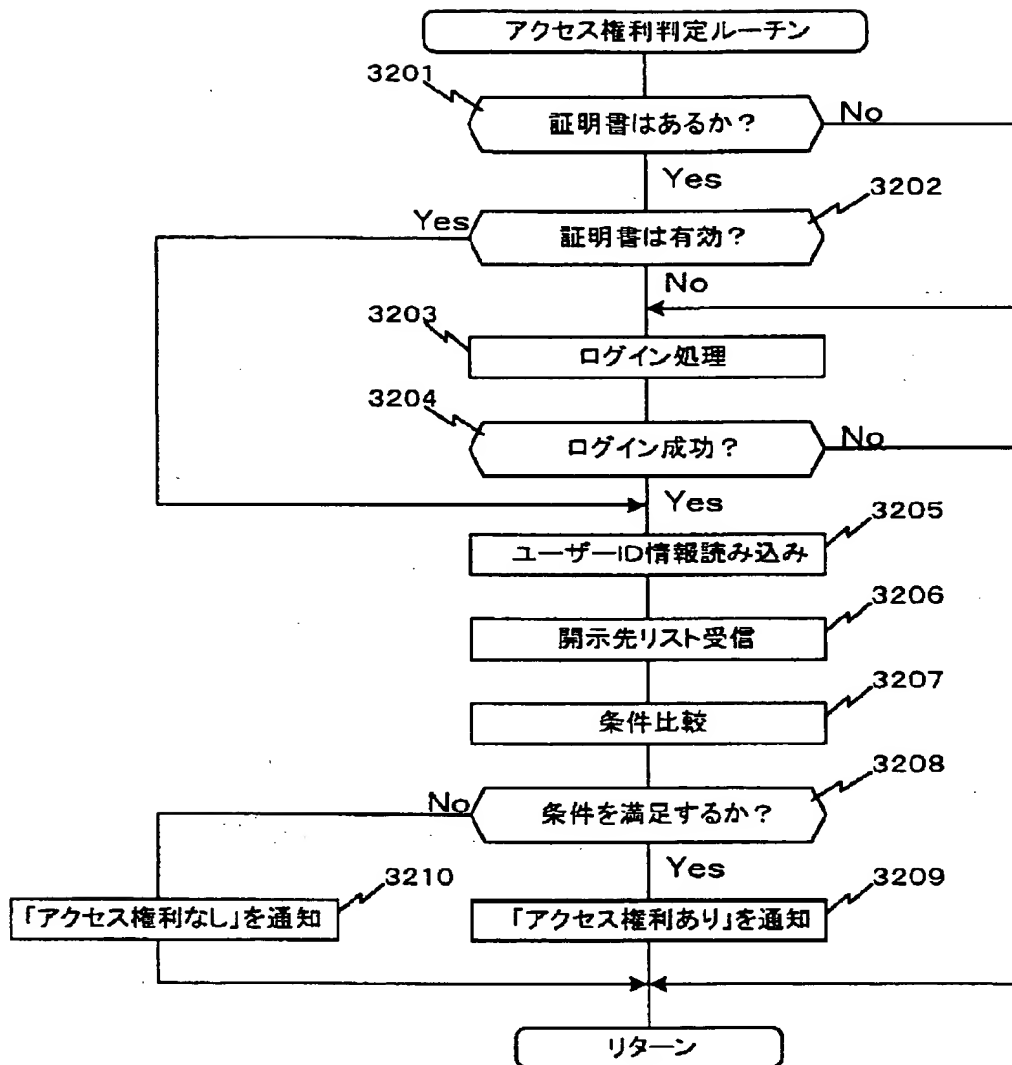 アクセス権利判定ルーチン
3201
証明書はあるか？
No
Yes
3202
Yes
証明書は有効？
No
3203
ログイン処理
3204
ログイン成功？
No
Yes
3205
ユーザーID情報読み込み
3206
開示先リスト受信
3207
条件比較
3208
No
条件を満足するか？
Yes
3210
3209
「アクセス権利なし」を通知
「アクセス権利あり」を通知
リターン